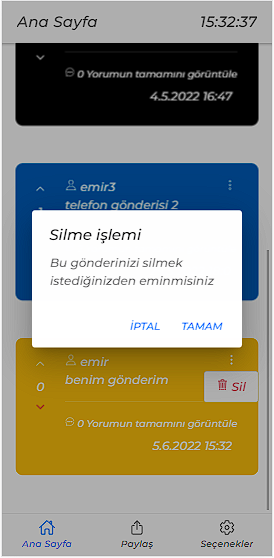 Ana Sayfa 15:32:37
0 Yorumun tamamını görüntüle
4.5.2022 16:47
emir3
telefon gönderisi 2
Silme işlemi
Bu gönderinizi silmek
istediğinizden eminmisiniz
İPTAL TAMAM
emir
benim gönderim
0
Sil
0 Yorumun tamamını görüntüle
5.6.2022 15:32
Ana Sayfa Paylaş Seçenekler